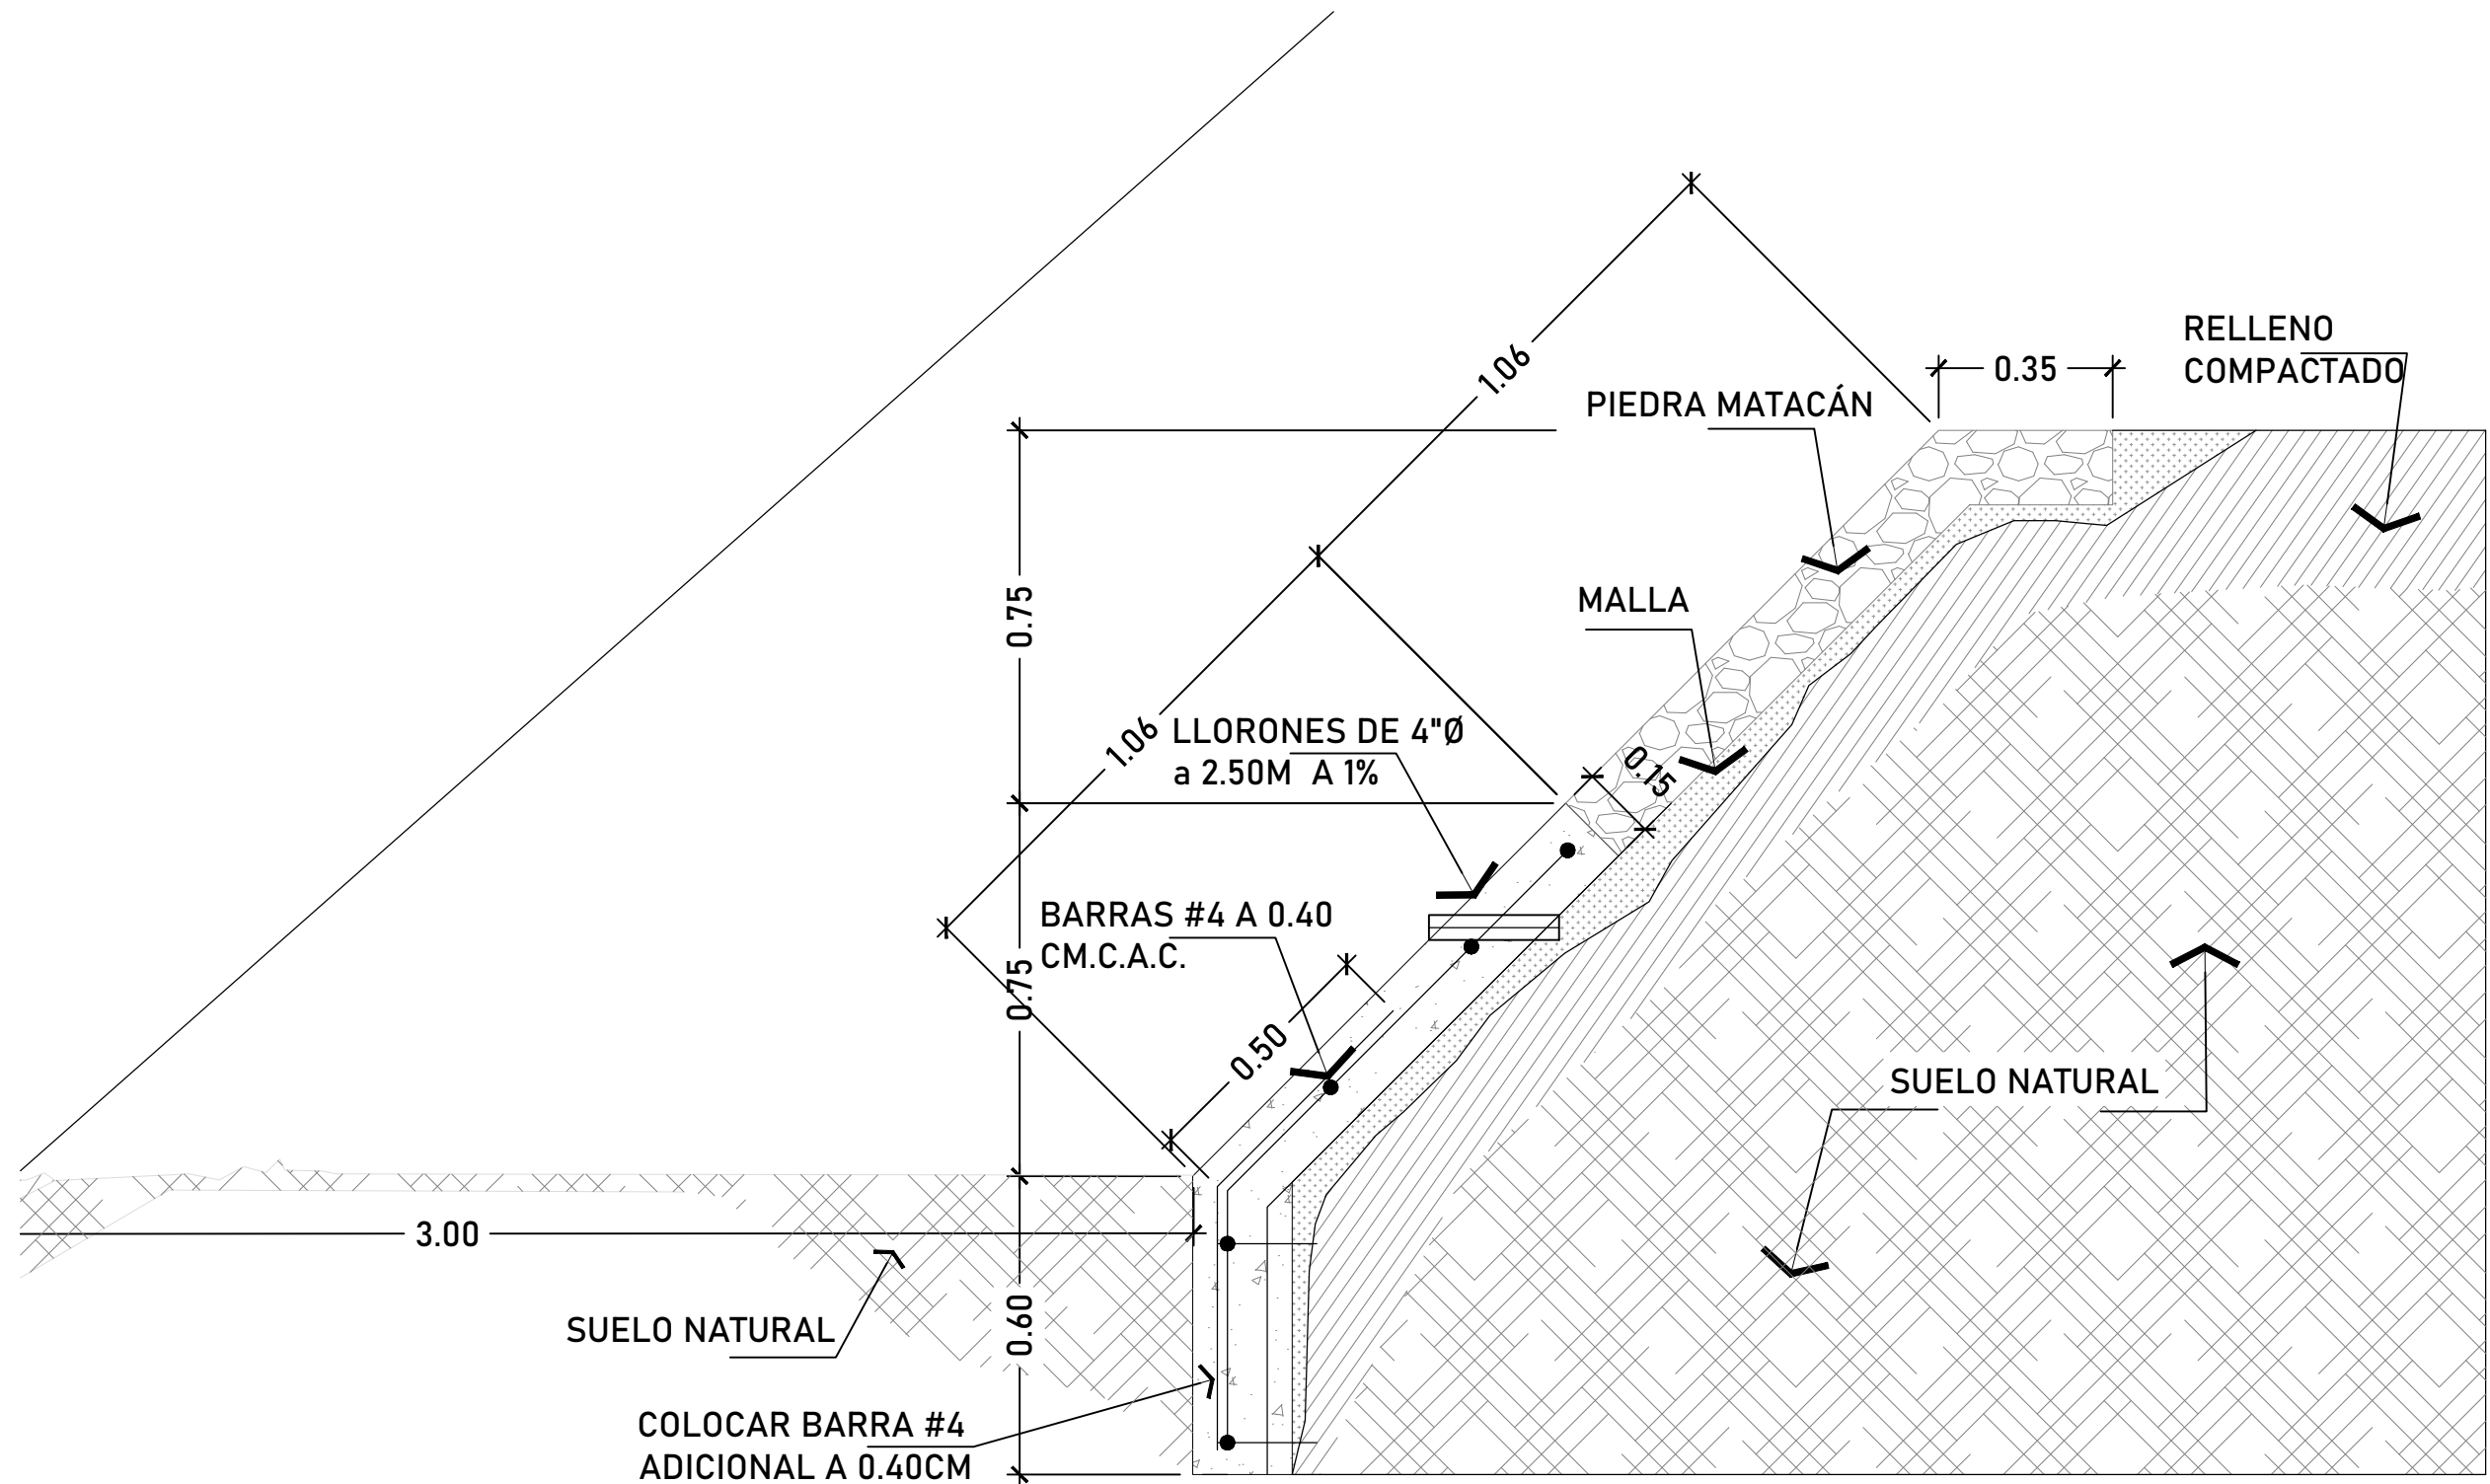 1.06
RELLENO
COMPACTADO
0.35
PIEDRA MATACÁN
0.75
MALLA
1.06
LLORONES DE 4"Ø
a 2.50M A 1%
0.15
BARRAS #4 A 0.40
CM.C.A.C.
0.75
0.50
SUELO NATURAL
3.00
SUELO NATURAL
0.60
COLOCAR BARRA #4
ADICIONAL A 0.40CM